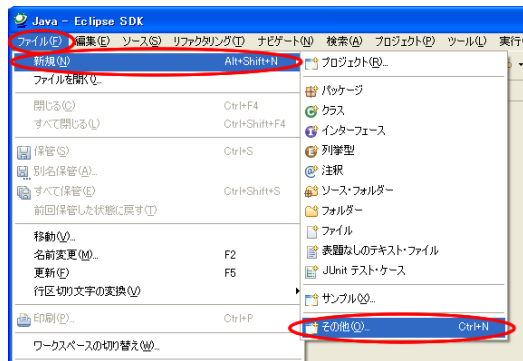 Java - Eclipse SDK
ファイル(F) 編集(E) ソース(S) リファクタリング(T) ナビゲート(N) 検索(A) プロジェクト(P) ツール(L) 実行
新規(N) Alt+Shift+N
ファイルを開く(.)...
閉じる(C) Ctrl+F4
すべて閉じる(L) Ctrl+Shift+F4
保管(S) Ctrl+S
別名保管(A)...
すべて保管(E) Ctrl+Shift+S
前回保管した状態に戻す(T)
移動(V)...
名前変更(M)... F2
更新(F) F5
行区切り文字の変換(V)
印刷(P)... Ctrl+P
ワークスペースの切り替え(W)...
プロジェクト(R)...
パッケージ
クラス
インターフェース
列挙型
注釈
ソース・フォルダー
フォルダー
ファイル
表題なしのテキスト・ファイル
JUnit テスト・ケース
サンプル(X)...
その他(O)... Ctrl+N